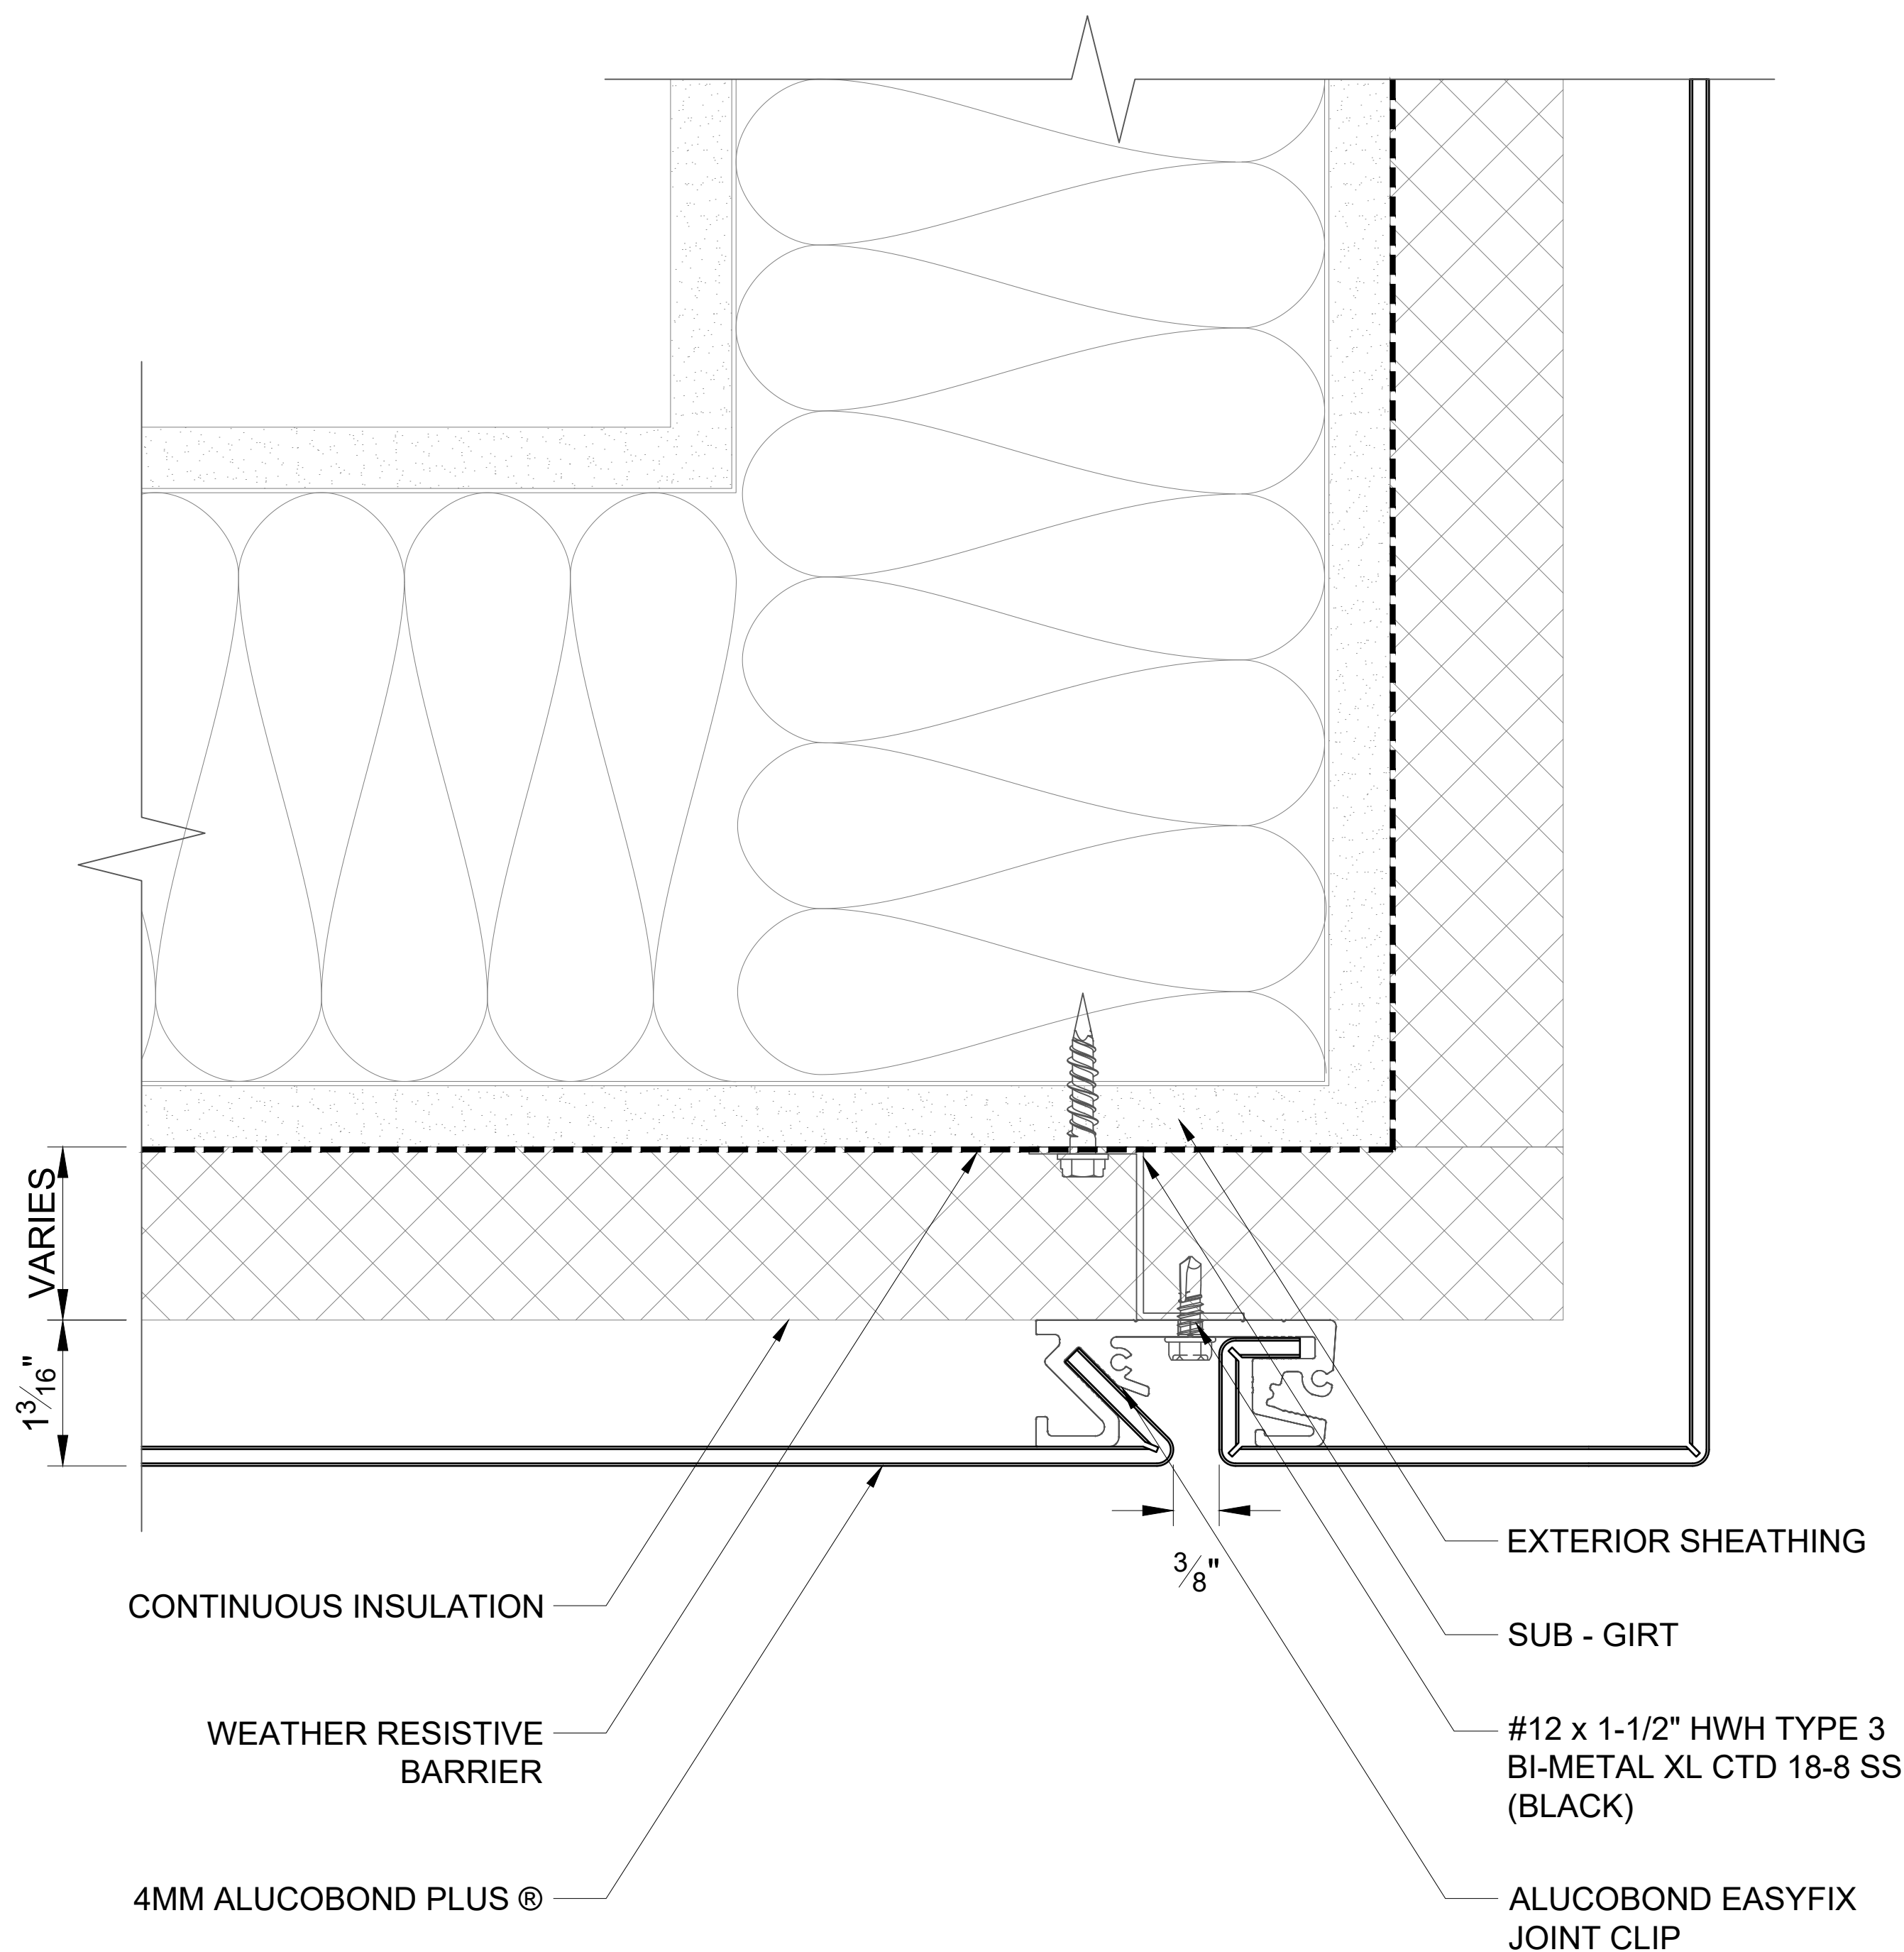 VARIES
1 3/16"
3/8"
CONTINUOUS INSULATION
WEATHER RESISTIVE
BARRIER
4MM ALUCOBOND PLUS ®
EXTERIOR SHEATHING
SUB - GIRT
#12 x 1-1/2" HWH TYPE 3
BI-METAL XL CTD 18-8 SS
(BLACK)
ALUCOBOND EASYFIX
JOINT CLIP